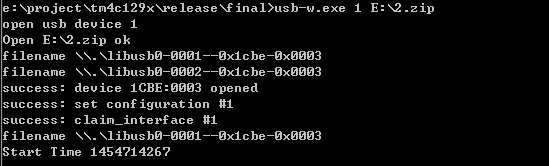 e:\project\tm4c129x\release\final>usb-w.exe 1 E:\2.zip
open usb device 1
Open E:\2.zip ok
filename \\.\libusb0-0001--0x1cbe-0x0003
filename \\.\libusb0-0002--0x1cbe-0x0003
success: device 1CBE:0003 opened
success: set configuration #1
success: claim_interface #1
filename \\.\libusb0-0001--0x1cbe-0x0003
Start Time 1454714267